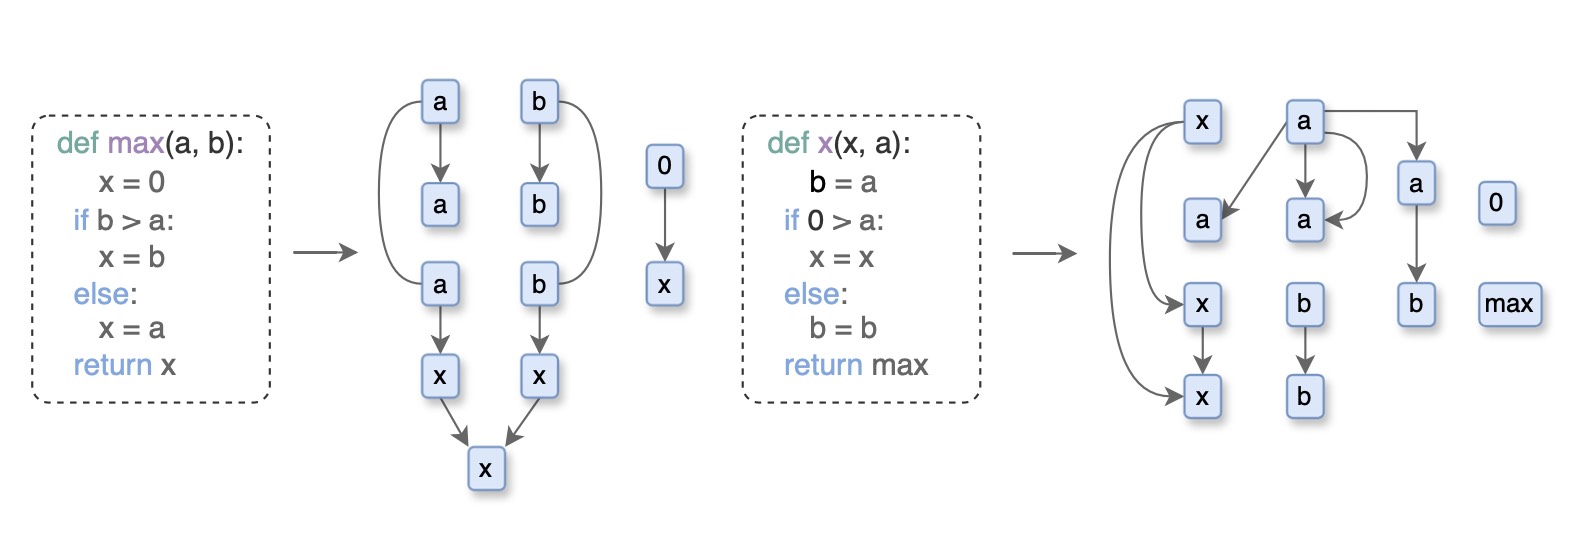 def max(a, b):
x = 0
if b > a:
x = b
else:
x = a
return x
a b
0
a b
a b x
x x
x
def x(x, a):
b = a
if 0 > a:
x = x
else:
b = b
return max
x a
a
a a 0
x b b max
x b